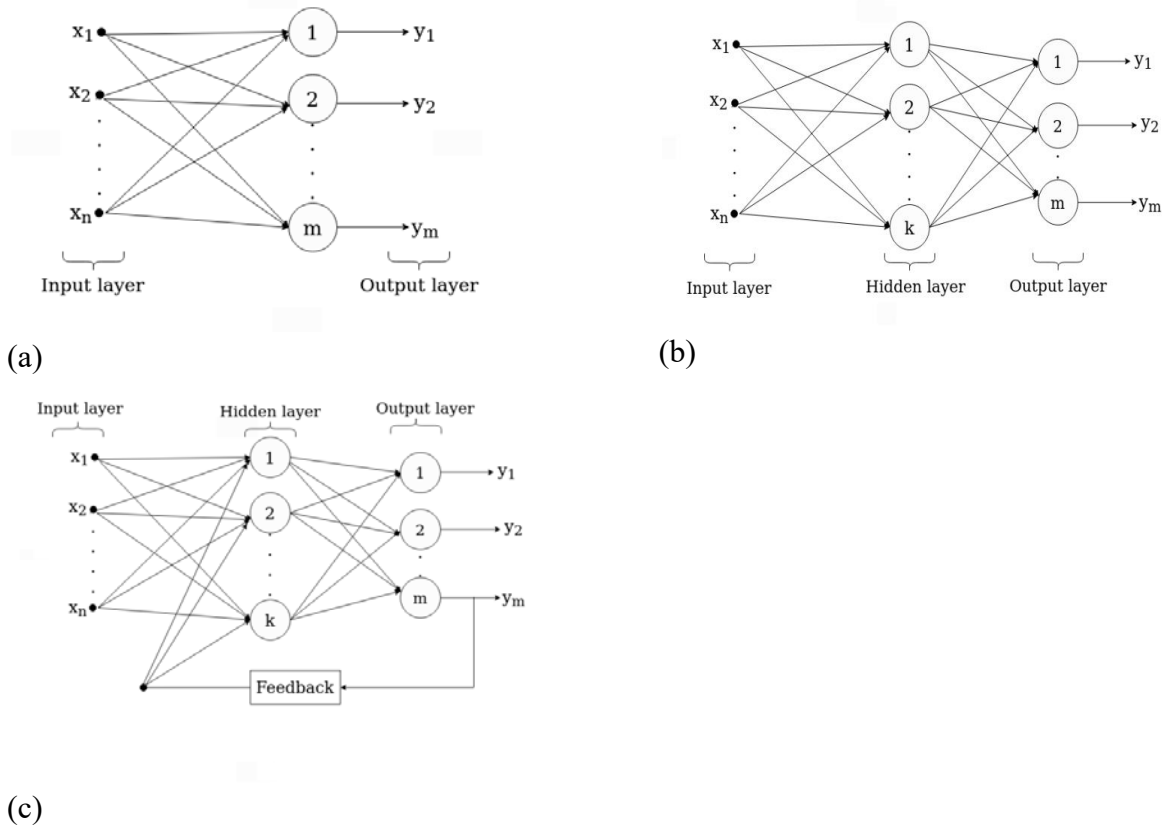 x1
1
y1
x2
2
y2
xn
m
ym
Input layer
Output layer
(a)
x1
1
1
y1
x2
2
2
y2
xn
k
m
ym
Input layer
Hidden layer
Output layer
(b)
Input layer
Hidden layer
Output layer
x1
1
1
y1
x2
2
2
y2
xn
k
m
ym
Feedback
(c)